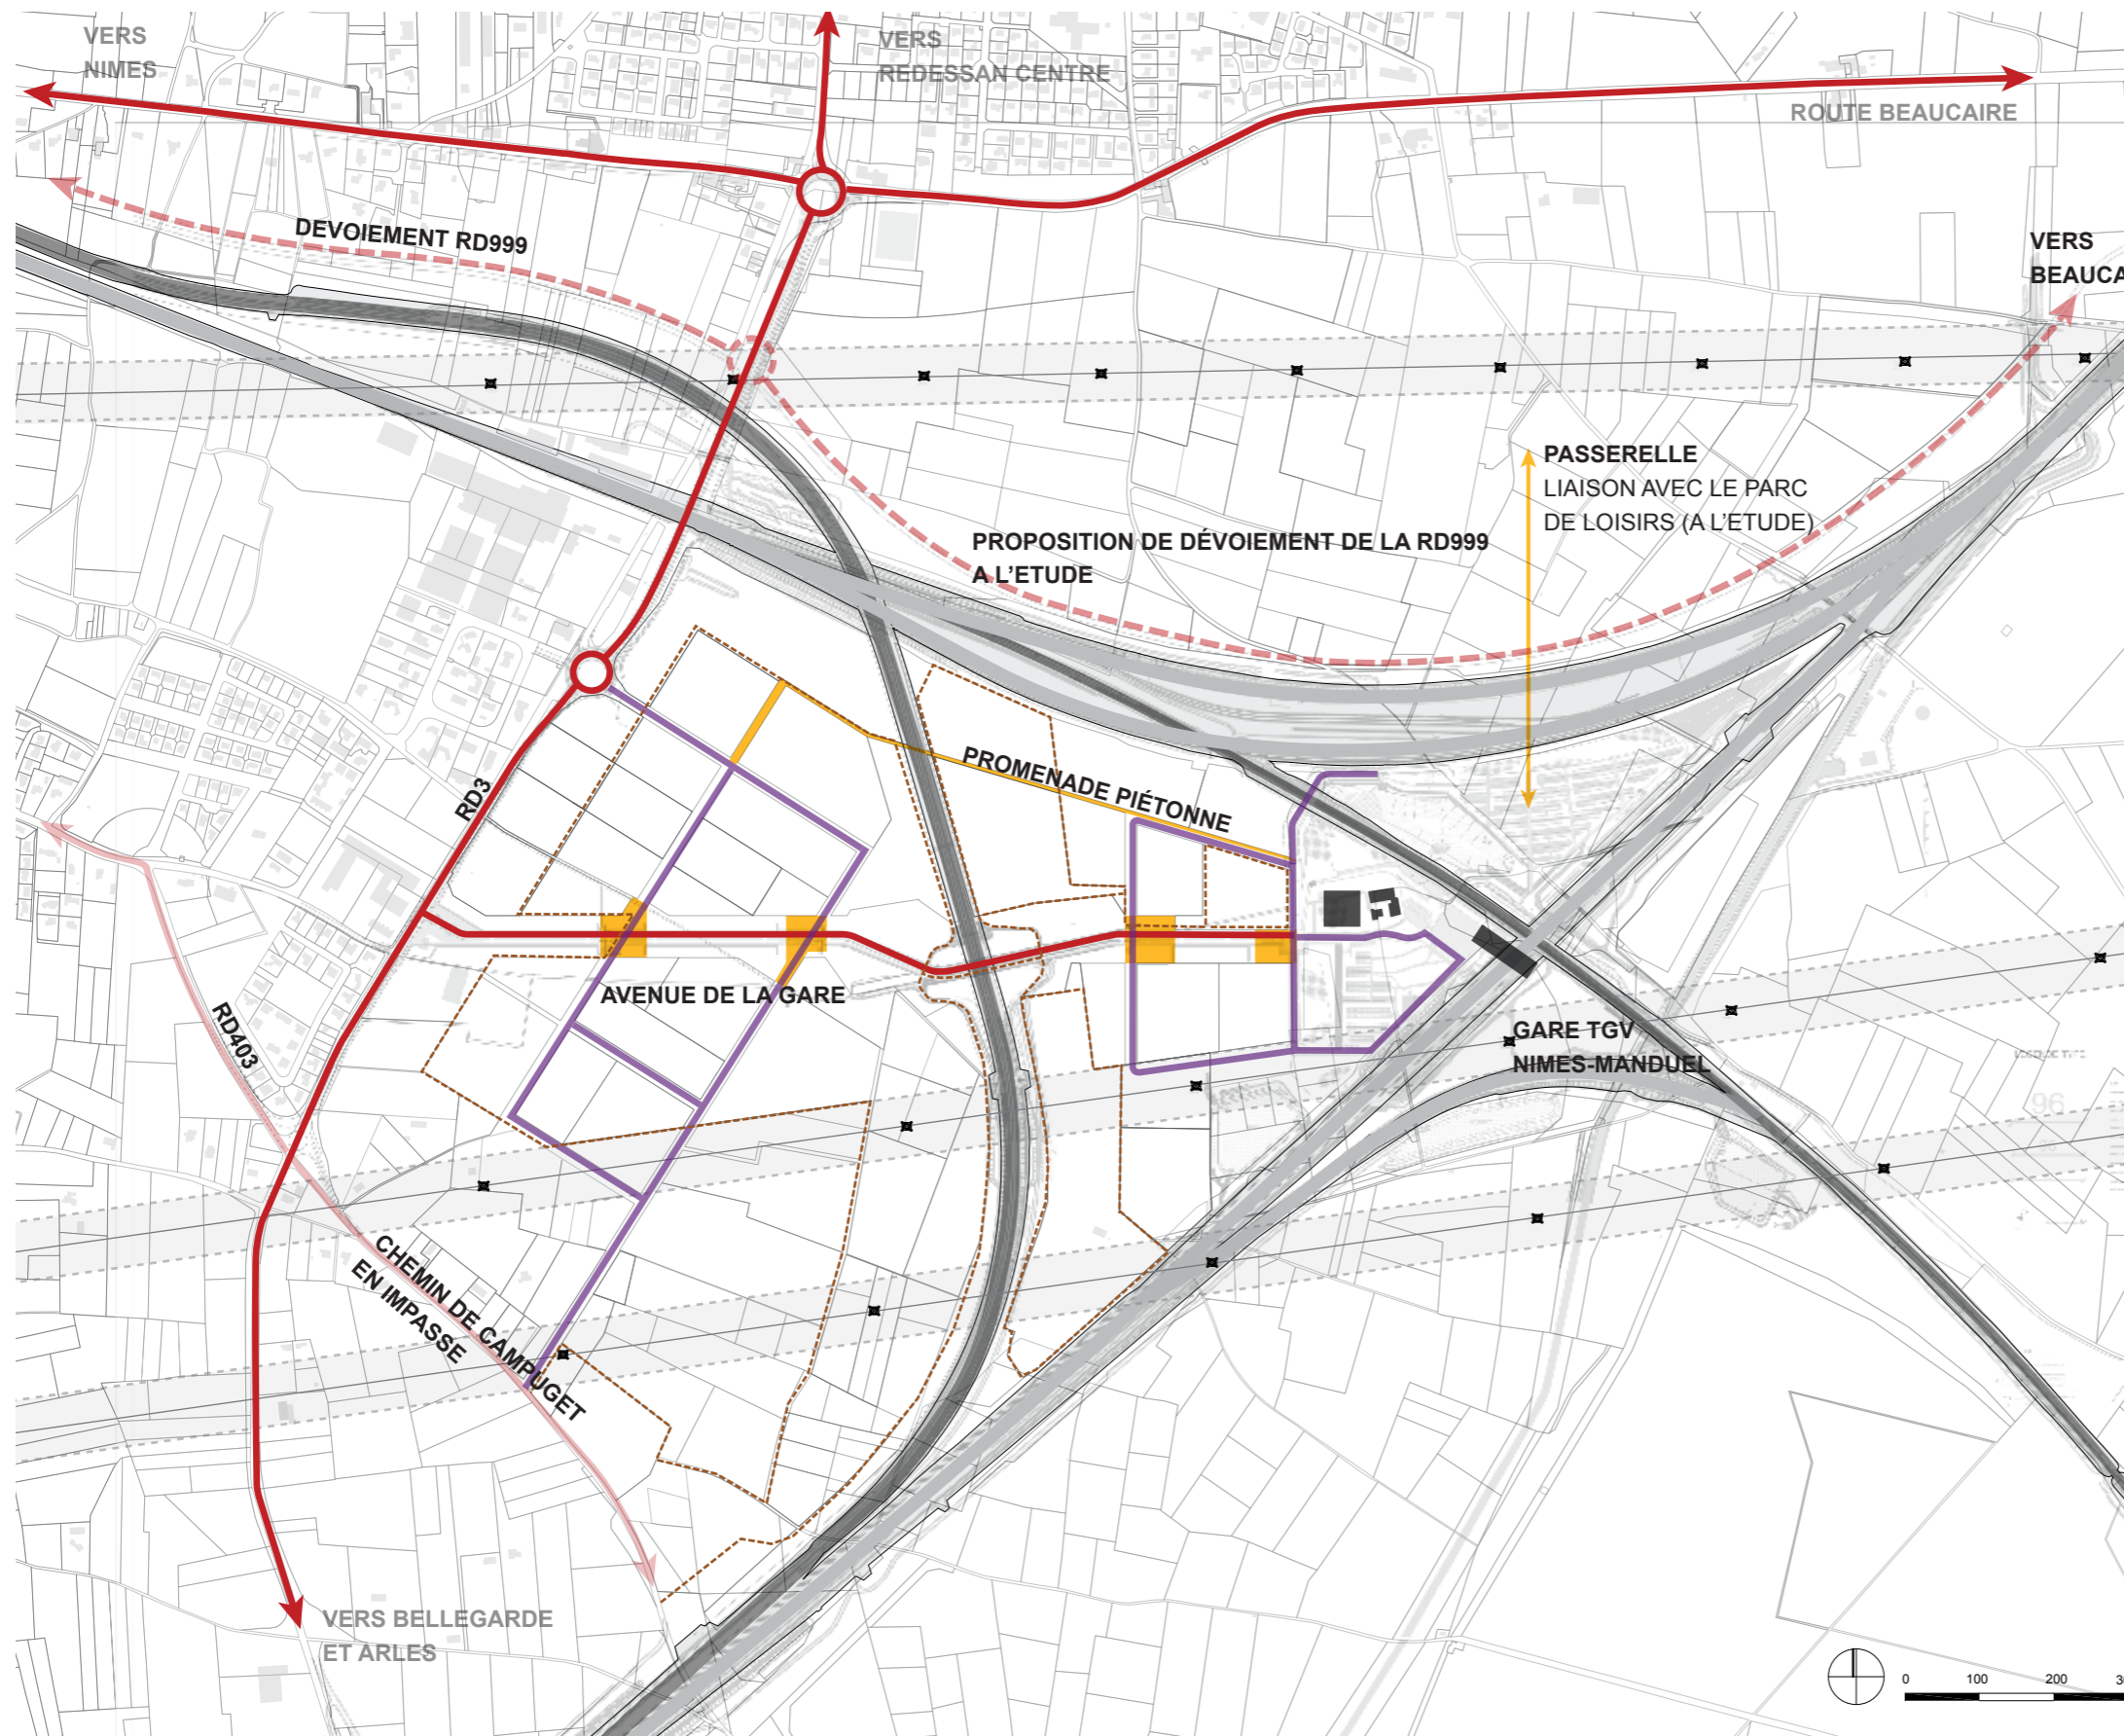 VERS
NIMES
VERS
REDESSAN CENTRE
ROUTE BEAUCAIRE
DEVOIEMENT RD999
VERS
BEAUCA
PASSERELLE
LIAISON AVEC LE PARC
DE LOISIRS (A L'ETUDE)
PROPOSITION DE DÉVOIEMENT DE LA RD999
A L'ETUDE
PROMENADE PIÉTONNE
RD3
AVENUE DE LA GARE
RD403
GARE TGV
NIMES-MANDUEL
96
CHEMIN DE CAMPUGET
EN IMPASSE
VERS BELLEGARDE
ET ARLES
0 100 200 30